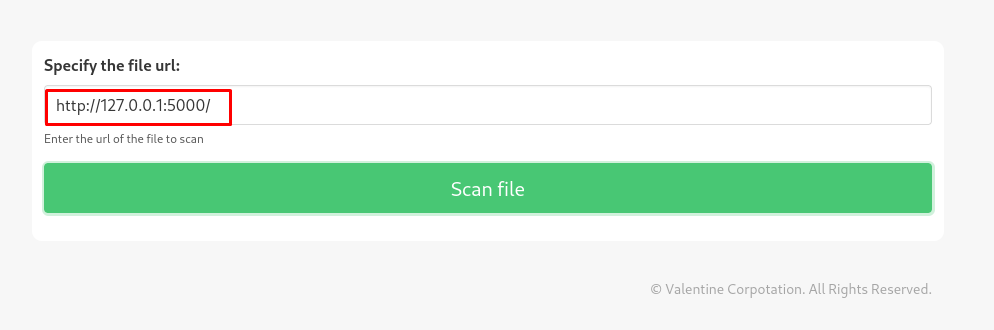 Specify the file url:
http://127.0.0.1:5000/
Enter the url of the file to scan
Scan file
© Valentine Corpotation. All Rights Reserved.